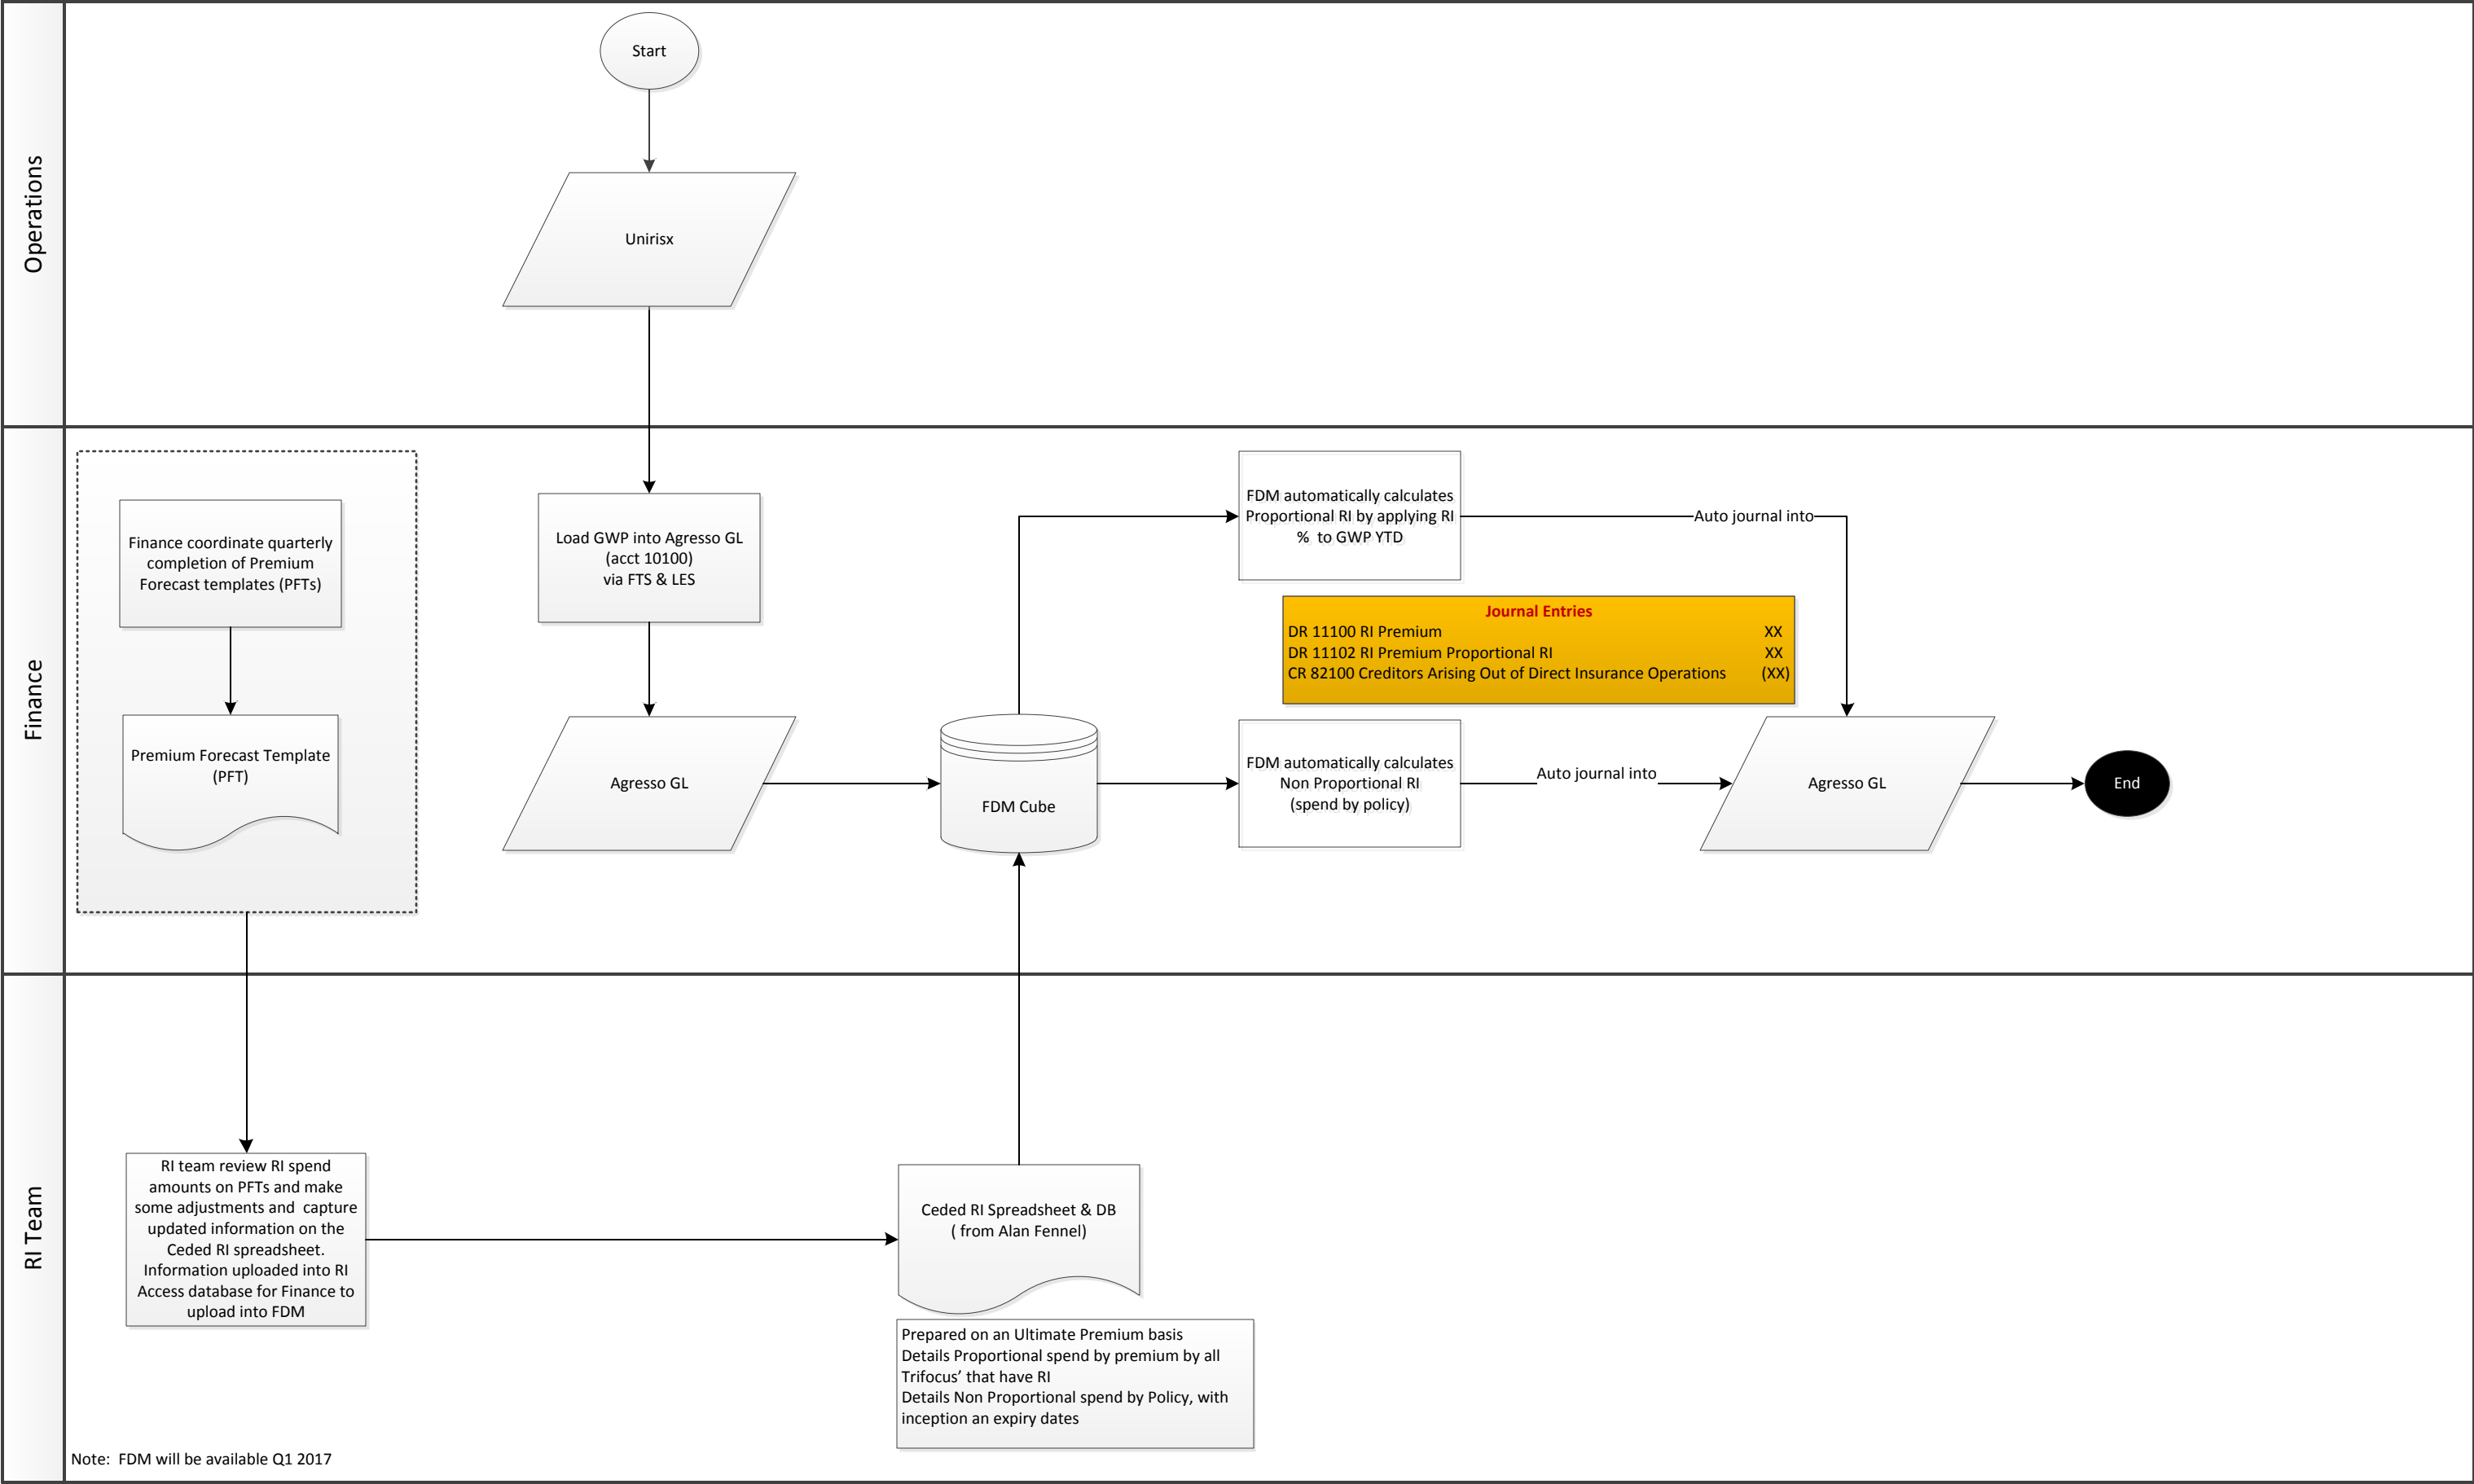 Operations
Start
Unirisx
Finance
Finance coordinate quarterly
completion of Premium
Forecast templates (PFTs)
Premium Forecast Template
(PFT)
Load GWP into Agresso GL
(acct 10100)
via FTS & LES
Agresso GL
FDM Cube
FDM automatically calculates
Proportional RI by applying RI
% to GWP YTD
Auto journal into
Journal Entries
DR 11100 RI Premium XX
DR 11102 RI Premium Proportional RI XX
CR 82100 Creditors Arising Out of Direct Insurance Operations (XX)
FDM automatically calculates
Non Proportional RI
(spend by policy)
Auto journal into
Agresso GL
End
RI Team
RI team review RI spend
amounts on PFTs and make
some adjustments and capture
updated information on the
Ceded RI spreadsheet.
Information uploaded into RI
Access database for Finance to
upload into FDM
Ceded RI Spreadsheet & DB
( from Alan Fennel)
Prepared on an Ultimate Premium basis
Details Proportional spend by premium by all
Trifocus’ that have RI
Details Non Proportional spend by Policy, with
inception an expiry dates
Note: FDM will be available Q1 2017